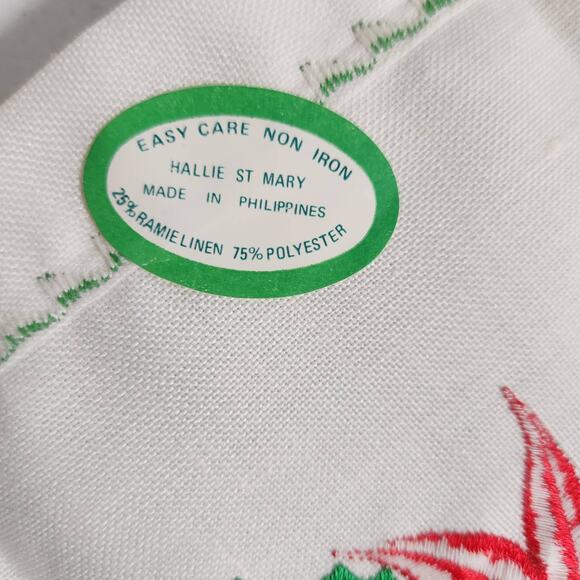 EASY CARE NON IRON
HALLIE ST MARY
MADE IN PHILIPPINES
25% RAMIE LINEN 75% POLYESTER